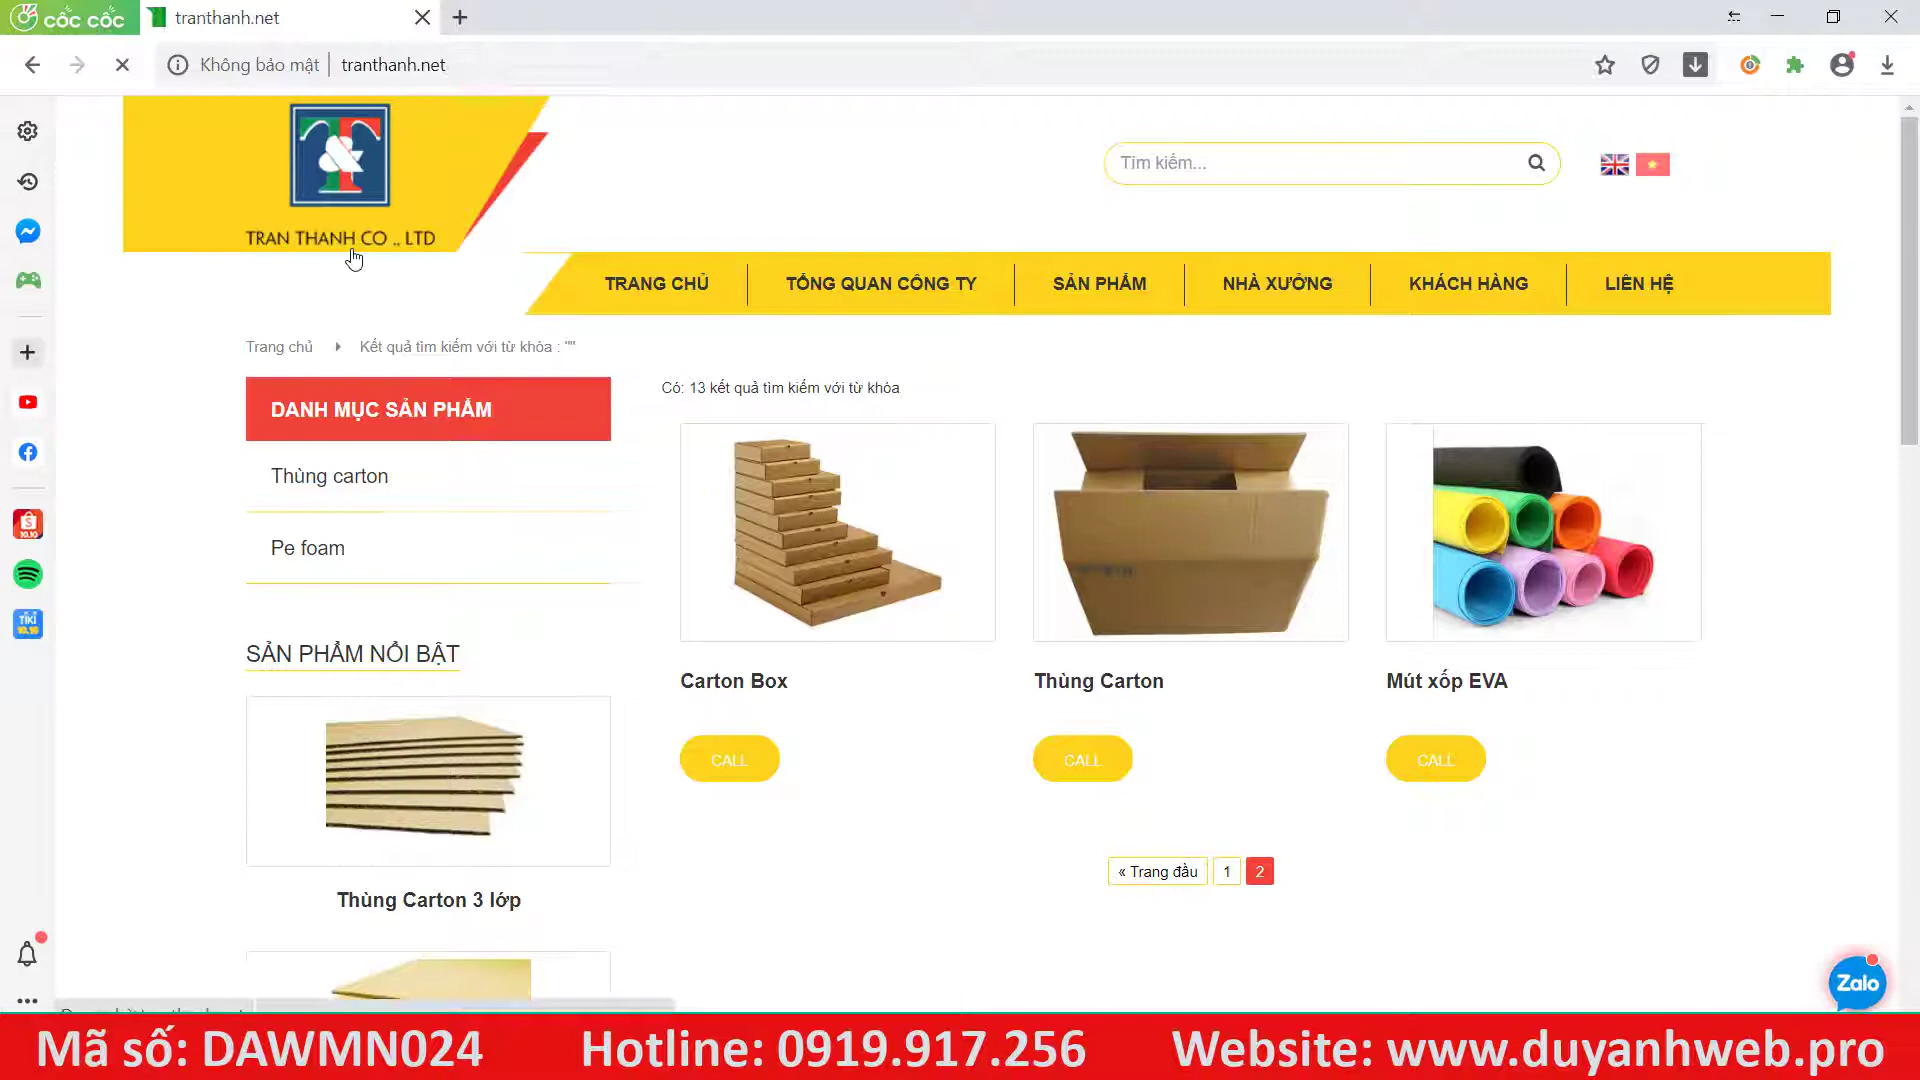 cốc cốc
tranthanh.net
Không bảo mật
tranthanh.net
TRAN THANH CO ., LTD
Tìm kiếm...
TRANG CHỦ
TỔNG QUAN CÔNG TY
SẢN PHẨM
NHÀ XƯỞNG
KHÁCH HÀNG
LIÊN HỆ
Trang chủ
Kết quả tìm kiếm với từ khóa : ""
DANH MỤC SẢN PHẨM
Thùng carton
Pe foam
SẢN PHẨM NỔI BẬT
Thùng Carton 3 lớp
Có: 13 kết quả tìm kiếm với từ khóa
Carton Box
Thùng Carton
Mút xốp EVA
CALL
CALL
CALL
« Trang đầu
1
2
10.10
TIKI
Zalo
Mã số: DAWMN024
Hotline: 0919.917.256
Website: www.duyanhweb.pro